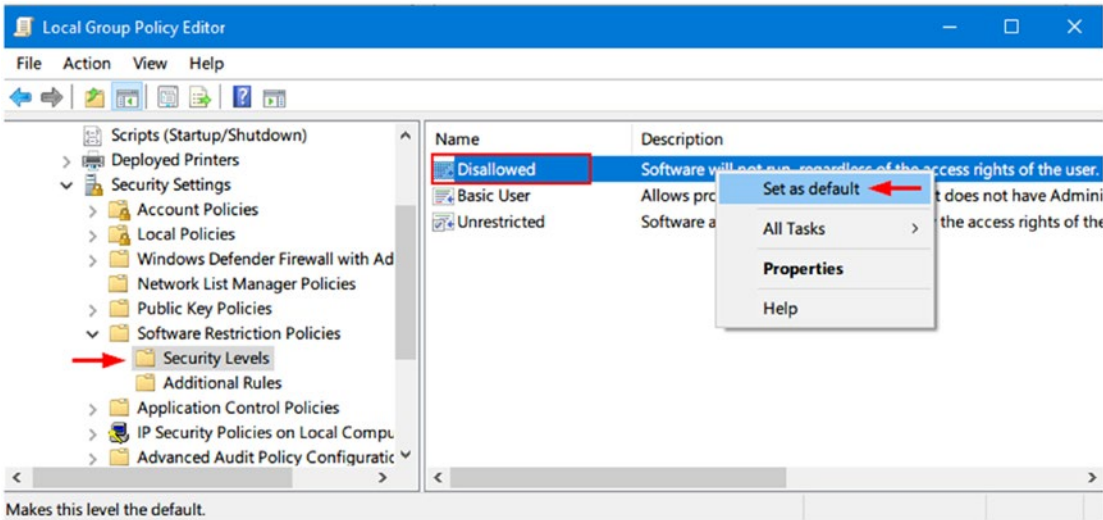 Local Group Policy Editor
File Action View Help
Scripts (Startup/Shutdown)
Deployed Printers
Security Settings
Account Policies
Local Policies
Windows Defender Firewall with Ad
Network List Manager Policies
Public Key Policies
Software Restriction Policies
Security Levels
Additional Rules
Application Control Policies
IP Security Policies on Local Compu
Advanced Audit Policy Configuratic
Name Description
Disallowed Software will not run, regardless of the access rights of the user.
Basic User Allows pro t does not have Admini
Unrestricted Software a the access rights of the
Set as default
All Tasks
Properties
Help
Makes this level the default.